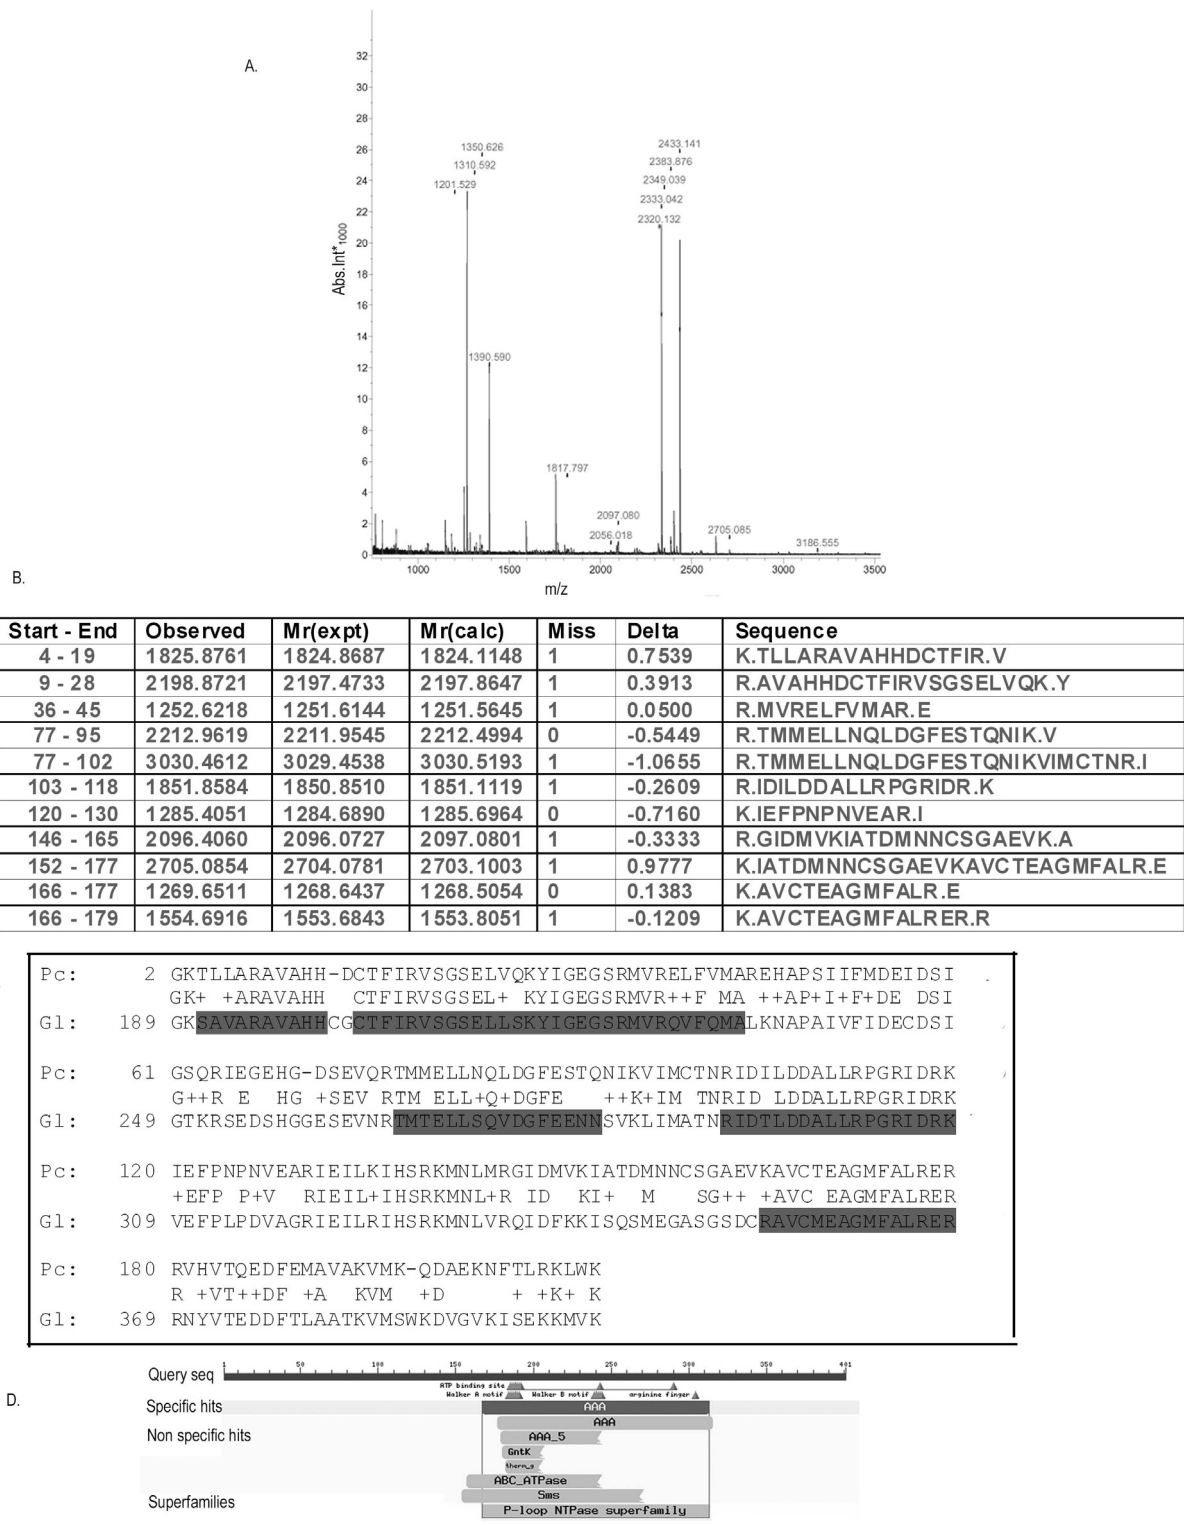 A.
32
30
28
26
24
22
20
18
16
14
12
10
8
6
4
2
0
Abs.Int*1000
1350.626
1310.592
1201.529
1390.590
1817.797
2056.018
2097.080
2433.141
2383.876
2349.039
2333.042
2320.132
2705.085
3186.555
1000 1500 2000 2500 3000 3500
m/z
B.
Start - End Observed Mr(expt) Mr(calc) Miss Delta Sequence
4 - 19 1825.8761 1824.8687 1824.1148 1 0.7539 K.TLLARAVAHHDCTFIR.V
9 - 28 2198.8721 2197.4733 2197.8647 1 0.3913 R.AVAHHDCTFIRVSGSELVQK.Y
36 - 45 1252.6218 1251.6144 1251.5645 1 0.0500 R.MVRELFVMAR.E
77 - 95 2212.9619 2211.9545 2212.4994 0 -0.5449 R.TMMELLNQLDGFESTQNIK.V
77 - 102 3030.4612 3029.4538 3030.5193 1 -1.0655 R.TMMELLNQLDGFESTQNIKVIMCTNR.I
103 - 118 1851.8584 1850.8510 1851.1119 1 -0.2609 R.IDILDDALLRPGRIDR.K
120 - 130 1285.4051 1284.6890 1285.6964 0 -0.7160 K.IEFPNPNVEAR.I
146 - 165 2096.4060 2096.0727 2097.0801 1 -0.3333 R.GIDMVKIATDMNNCSGAEVK.A
152 - 177 2705.0854 2704.0781 2703.1003 1 0.9777 K.IATDMNNCSGAEVKAVCTEAGMFALR.E
166 - 177 1269.6511 1268.6437 1268.5054 0 0.1383 K.AVCTEAGMFALR.E
166 - 179 1554.6916 1553.6843 1553.8051 1 -0.1209 K.AVCTEAGMFALRER.R
Pc: 2 GKTLLARAVAHH-DCTFIRVSGSELVQKYIGEGSRMVRELFVMAREHAPSIIFMDEIDSI
GK+ +ARAVAHH CTFIRVSGSEL+ KYIGEGSRMVR++F MA ++AP+I+F+DE DSI
Gl: 189 GKSAVARAVAHHCGCTFIRVSGSELLSKYIGEGSRMVRQVFQMALKNAPAIVFIDECDSI
Pc: 61 GSQRIEGEHG-DSEVQRTMMELLNQLDGFESTQNIKVIMCTNRIDILDDALLRPGRIDRK
G++R E HG +SEV RTM ELL+Q+DGFE ++K+IM TNRID LDDALLRPGRIDRK
Gl: 249 GTKRSEDSHGGESEVNRTMTELLSQVDGFEENNSVKLIMATNRIDTLDDALLRPGRIDRK
Pc: 120 IEFPNPNVEARIEILKIHSRKMNLMRGIDMVKIATDMNNCSGAEVKAVCTEAGMFALRER
+EFP P+V RIEIL+IHSRKMNL+R ID KI+ M SG++ +AVC EAGMFALRER
Gl: 309 VEFPLPDVAGRIEILRIHSRKMNLVRQIDFKKISQSMEGASGSDCRAVCMEAGMFALRER
Pc: 180 RVHVTQEDFEMAVAKVMK-QDAEKNFTLRKLWK
R +VT++DF +A KVM +D + +K+ K
Gl: 369 RNYVTEDDFTLAATKVMSWKDVGVKISEKKMVK
D.
Query seq 1 50 100 150 200 250 300 350 401
ATP binding site
Walker A motif Walker B motif arginine finger
Specific hits AAA
Non specific hits AAA
AAA_5
GntK
therm_g
ABC_ATPase
Sms
Superfamilies P-loop NTPase superfamily